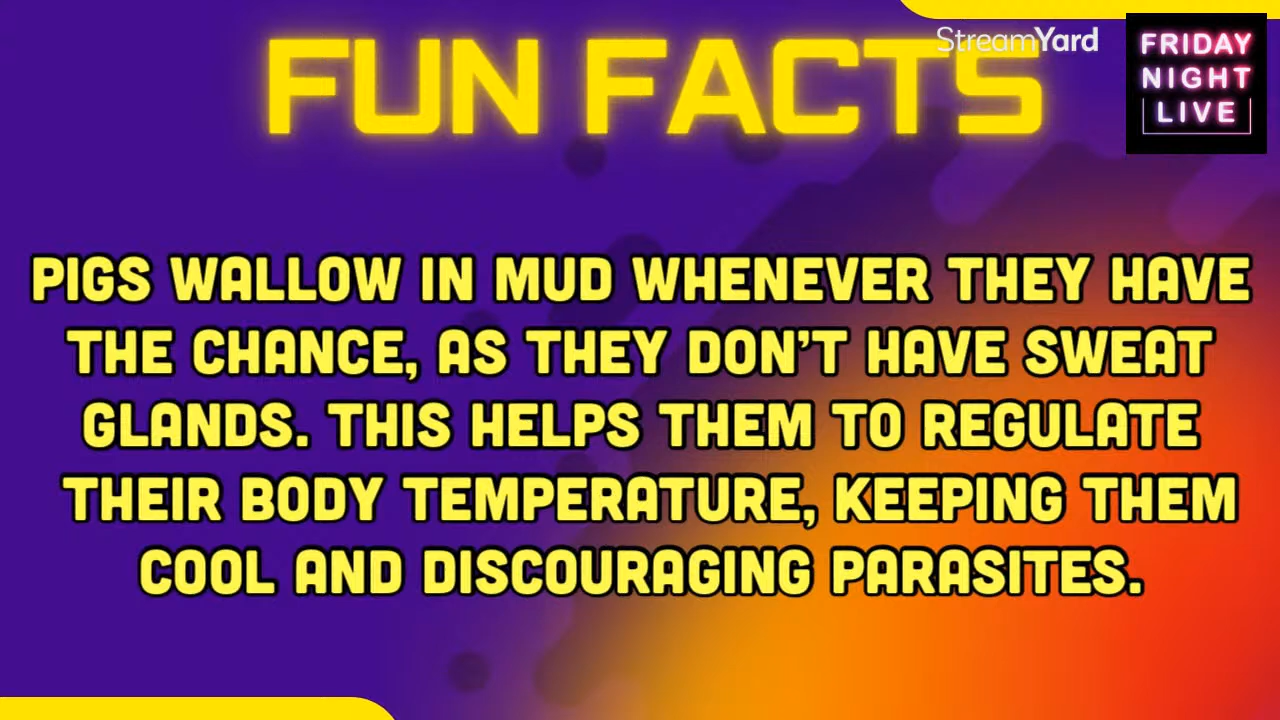 FUN FACTS
StreamYard
FRIDAY
NIGHT
LIVE
PIGS WALLOW IN MUD WHENEVER THEY HAVE
THE CHANCE, AS THEY DON'T HAVE SWEAT
GLANDS. THIS HELPS THEM TO REGULATE
THEIR BODY TEMPERATURE, KEEPING THEM
COOL AND DISCOURAGING PARASITES.